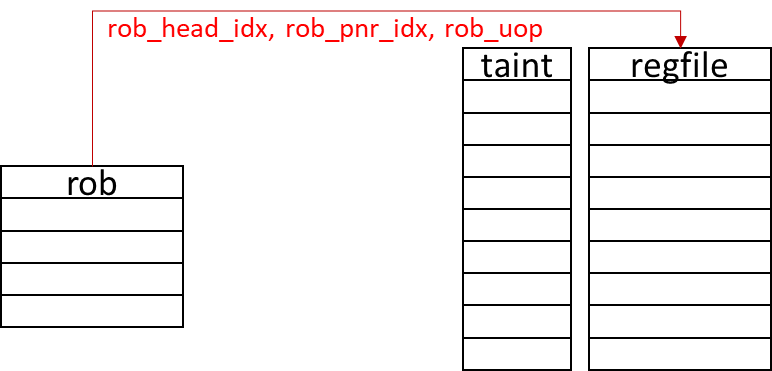 rob_head_idx, rob_pnr_idx, rob_uop
taint
regfile
rob